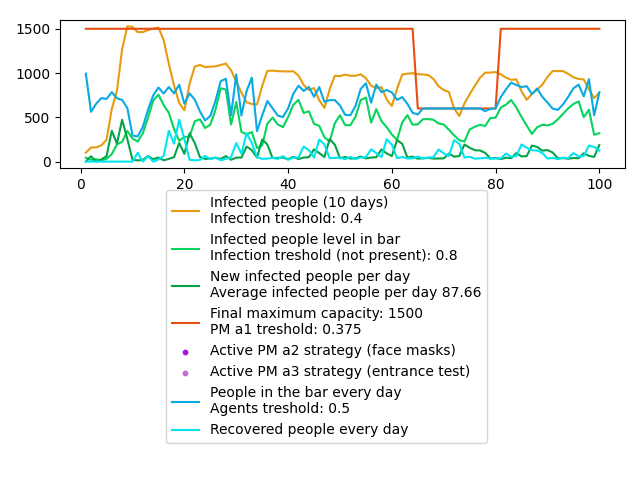 1500
1000
500
0
0
20
40
60
80
100
Infected people (10 days)
Infection treshold: 0.4
Infected people level in bar
Infection treshold (not present): 0.8
New infected people per day
Average infected people per day 87.66
Final maximum capacity: 1500
PM a1 treshold: 0.375
Active PM a2 strategy (face masks)
Active PM a3 strategy (entrance test)
People in the bar every day
Agents treshold: 0.5
Recovered people every day